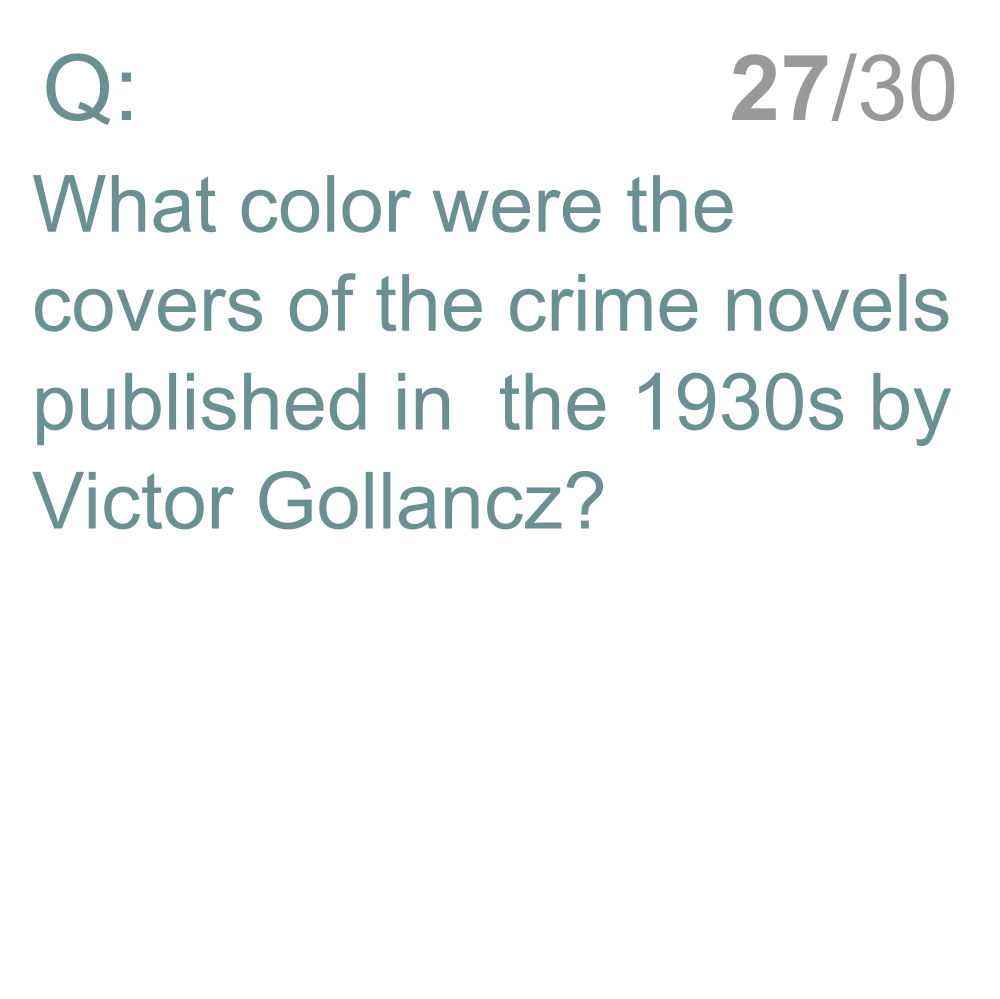 Q: 27/30
What color were the
covers of the crime novels
published in  the 1930s by
Victor Gollancz?